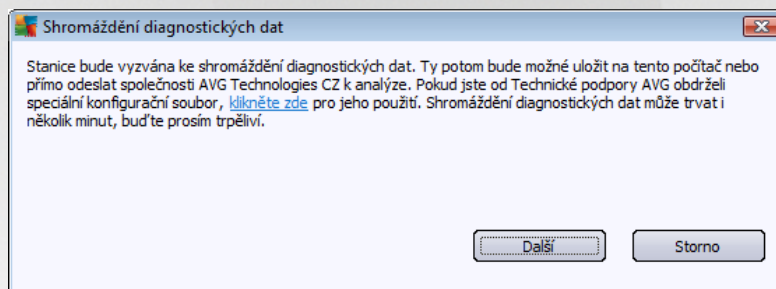 Shromáždění diagnostických dat
Stanice bude vyzvána ke shromáždění diagnostických dat. Ty potom bude možné uložit na tento počítač nebo
přímo odeslat společnosti AVG Technologies CZ k analýze. Pokud jste od Technické podpory AVG obdrželi
speciální konfigurační soubor, klikněte zde pro jeho použití. Shromáždění diagnostických dat může trvat i
několik minut, buďte prosím trpěliví.
Další
Storno